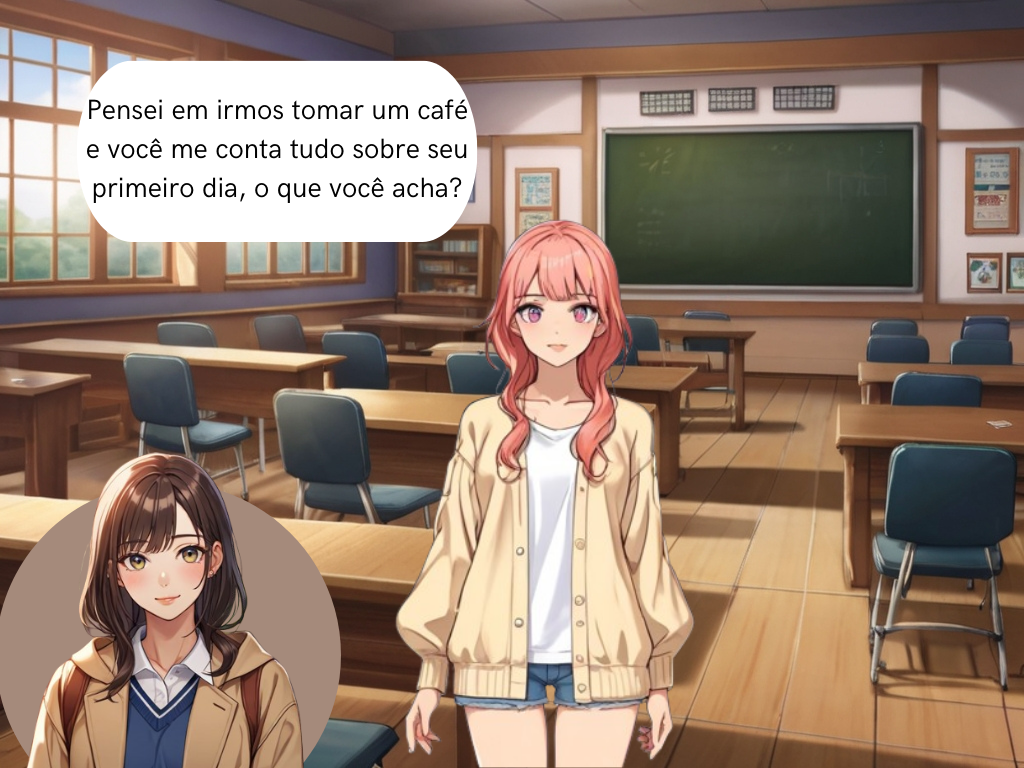 Pensei em irmos tomar um café
e você me conta tudo sobre seu
primeiro dia, o que você acha?